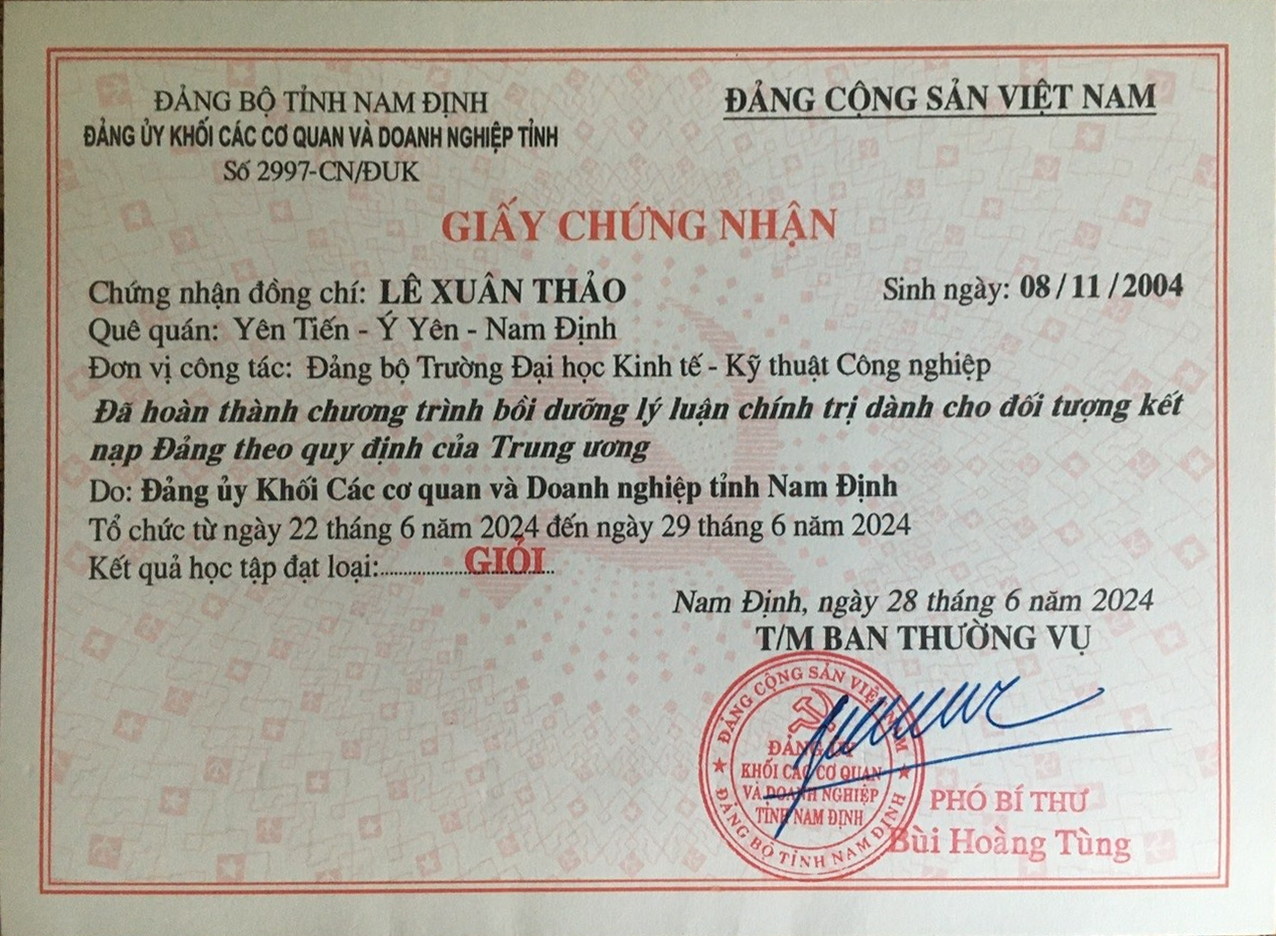 ĐẢNG BỘ TỈNH NAM ĐỊNH
ĐẢNG ỦY KHỐI CÁC CƠ QUAN VÀ DOANH NGHIỆP TỈNH
Số 2997-CN/ĐUK
ĐẢNG CỘNG SẢN VIỆT NAM
GIẤY CHỨNG NHẬN
Chứng nhận đồng chí: LÊ XUÂN THẢO
Sinh ngày: 08/11/2004
Quê quán: Yên Tiến - Ý Yên - Nam Định
Đơn vị công tác: Đảng bộ Trường Đại học Kinh tế - Kỹ thuật Công nghiệp
Đã hoàn thành chương trình bồi dưỡng lý luận chính trị dành cho đối tượng kết
nạp Đảng theo quy định của Trung ương
Do: Đảng ủy Khối Các cơ quan và Doanh nghiệp tỉnh Nam Định
Tổ chức từ ngày 22 tháng 6 năm 2024 đến ngày 29 tháng 6 năm 2024
Kết quả học tập đạt loại: GIỎI
Nam Định, ngày 28 tháng 6 năm 2024
T/M BAN THƯỜNG VỤ
ĐẢNG CỘNG SẢN VIỆT NAM
ĐẢNG ỦY
KHỐI CÁC CƠ QUAN
VÀ DOANH NGHIỆP
TỈNH NAM ĐỊNH
ĐẢNG BỘ TỈNH NAM ĐỊNH
PHÓ BÍ THƯ
Bùi Hoàng Tùng